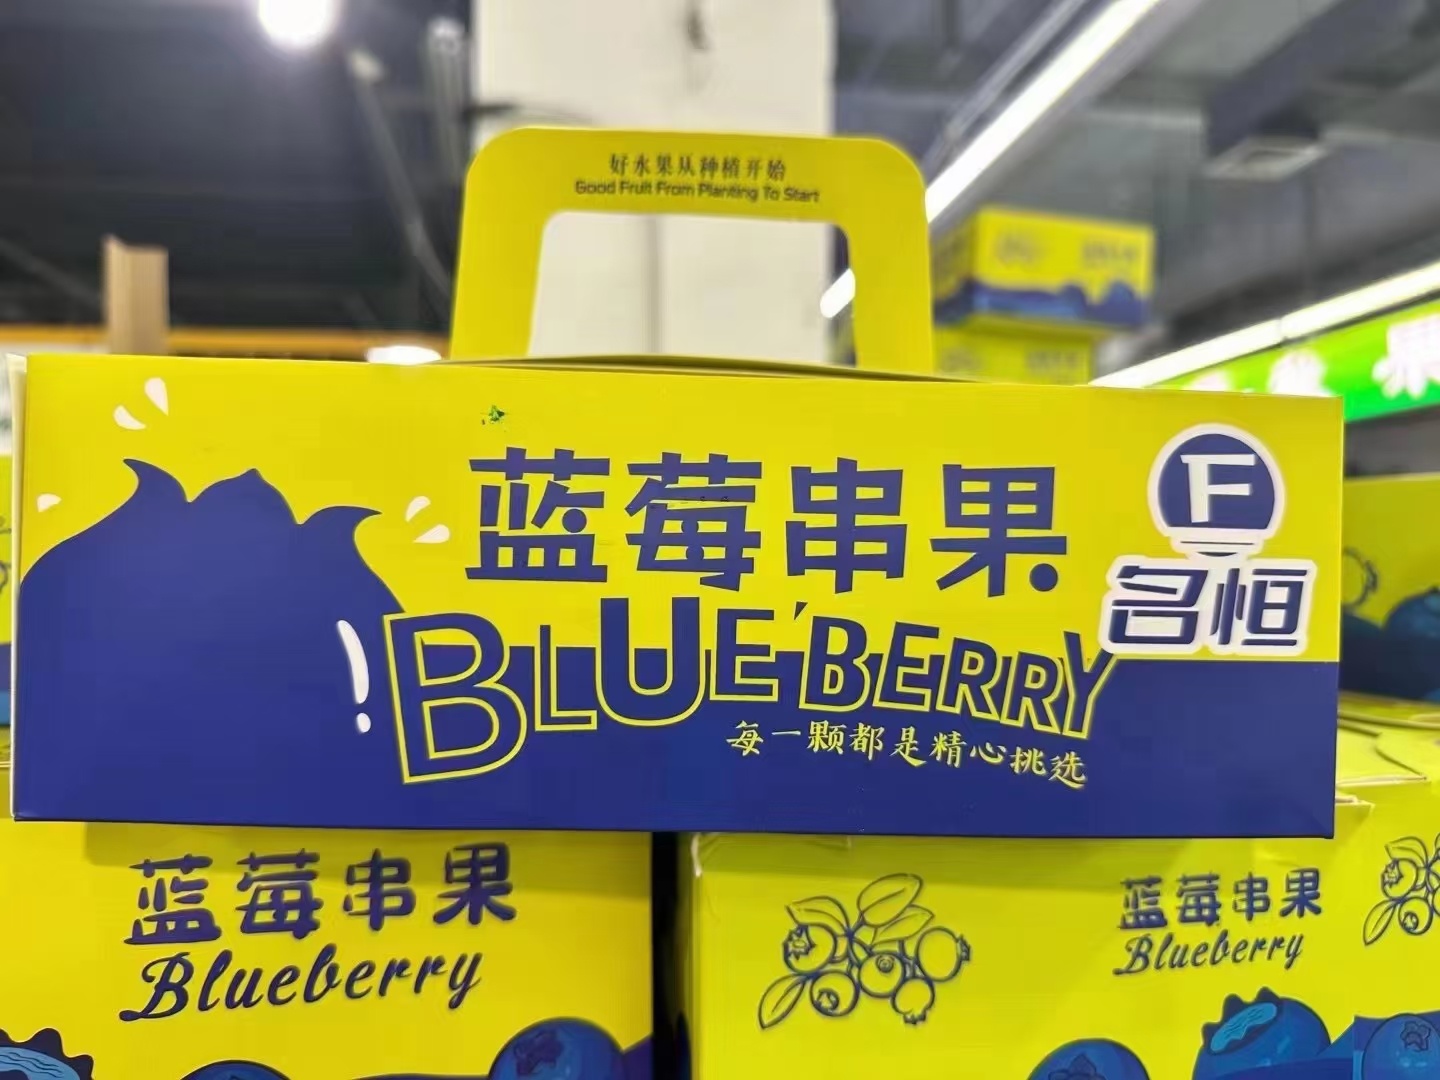 好水果从种植开始
Good Fruit From Planting To Start
蓝莓串果
F
名恒
BLUE'BERRY
每一颗都是精心挑选
蓝莓串果
Blueberry
蓝莓串果
Blueberry